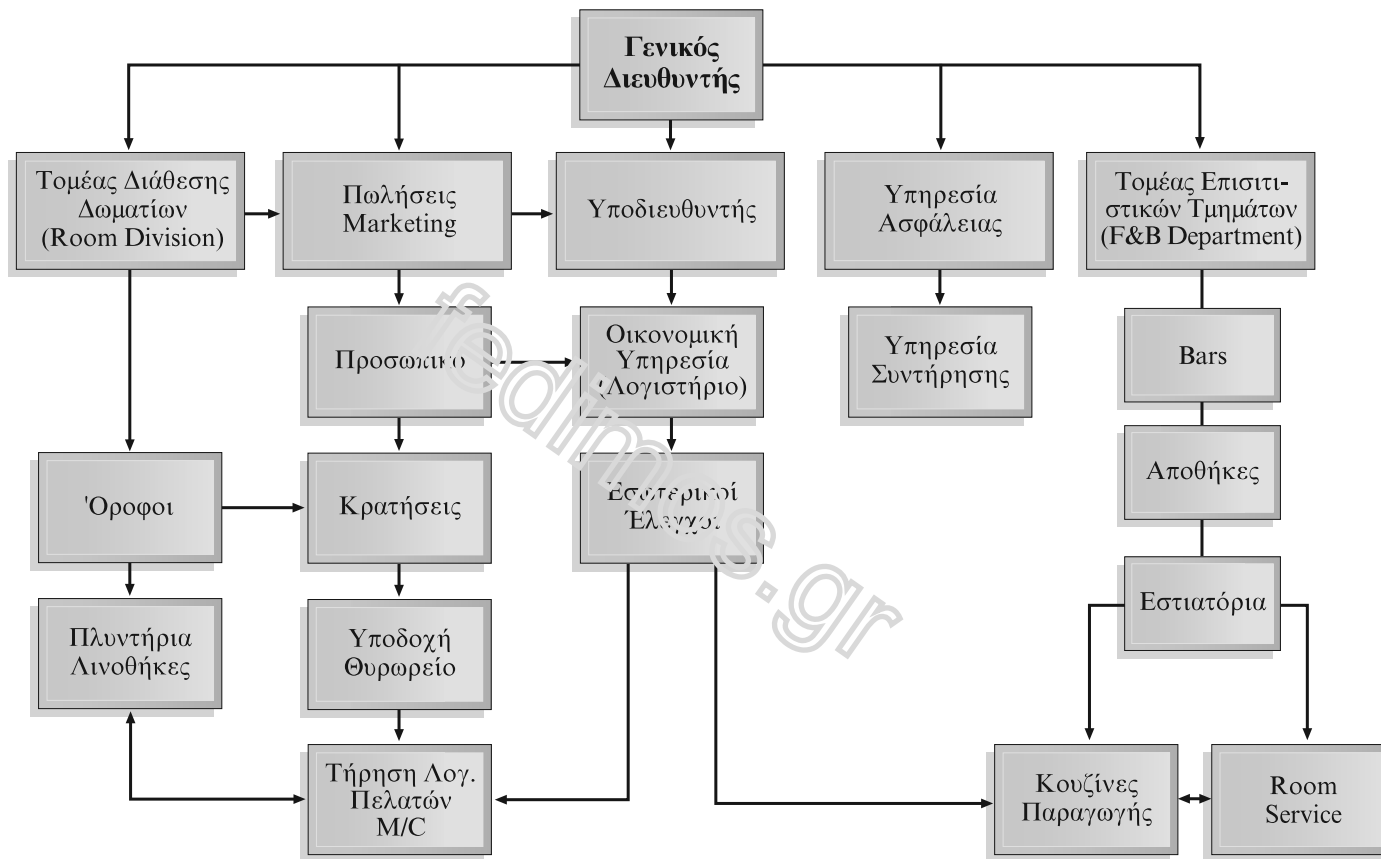 Γενικός
Διευθυντής
Τομέας Διάθεσης
Δωματίων
(Room Division)
Πωλήσεις
Marketing
Υποδιευθυντής
Υπηρεσία
Ασφάλειας
Τομέας Επισιτι-
στικών Τμημάτων
(F&B Department)
Προσωπικό
Οικονομική
Υπηρεσία
(Λογιστήριο)
Υπηρεσία
Συντήρησης
Bars
Όροφοι
Κρατήσεις
Εσωτερικοί
Έλεγχοι
Αποθήκες
Πλυντήρια
Λινοθήκες
Υποδοχή
Θυρωρείο
Εστιατόρια
Τήρηση Λογ.
Πελατών
M/C
Κουζίνες
Παραγωγής
Room
Service
fedimos.gr